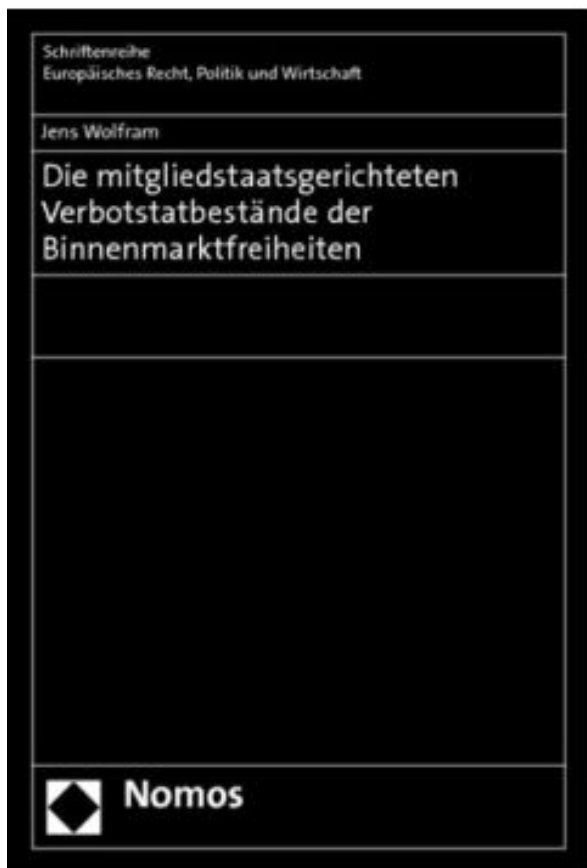 Schriftenreihe
Europäisches Recht, Politik und Wirtschaft
Jens Wolfram
Die mitgliedstaatsgerichteten
Verbotstatbestände der
Binnenmarktfreiheiten
Nomos